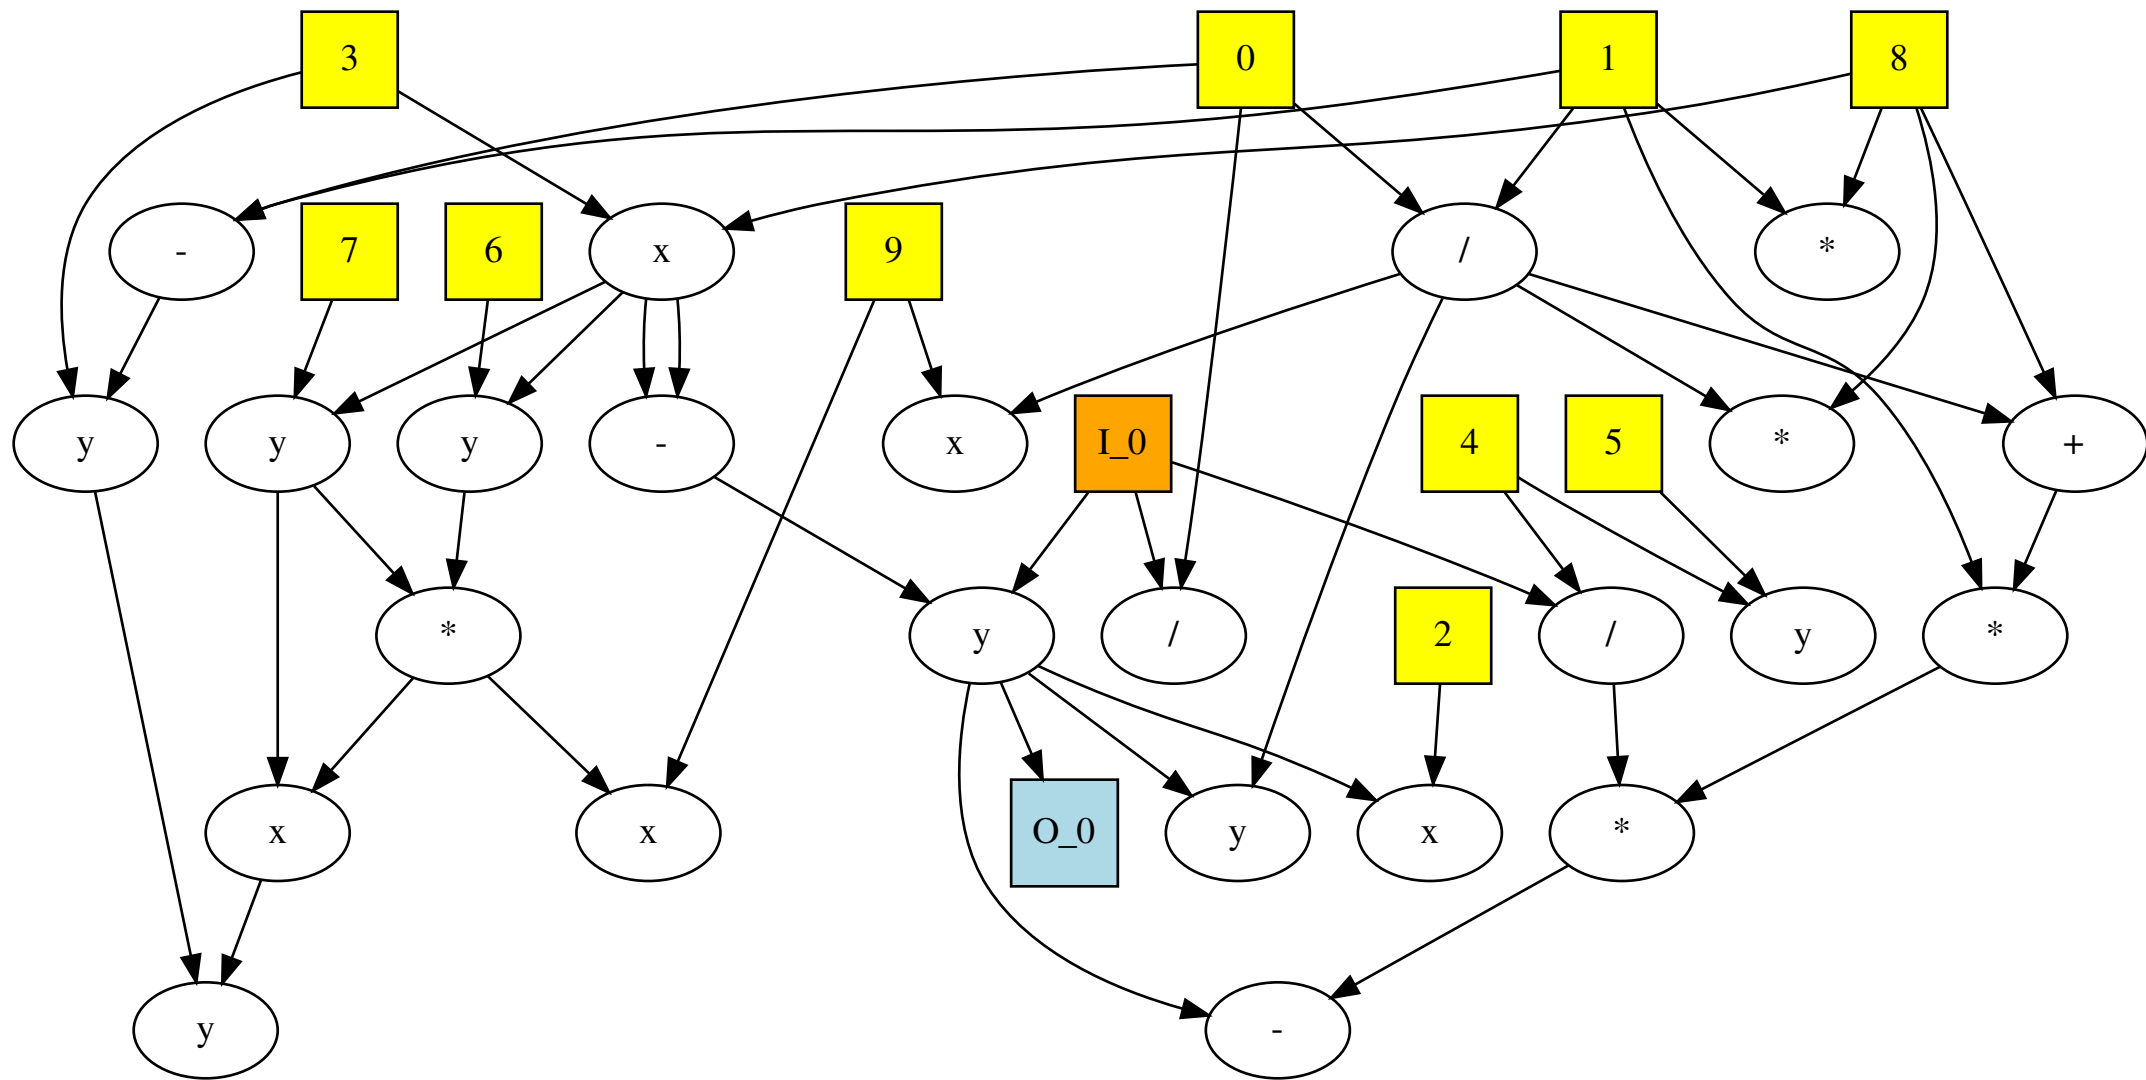 3 0 1 8
- 7 6 x 9 / *
y y y - x I_0 4 5 * +
* y / 2 / y *
x x O_0 y x *
y -